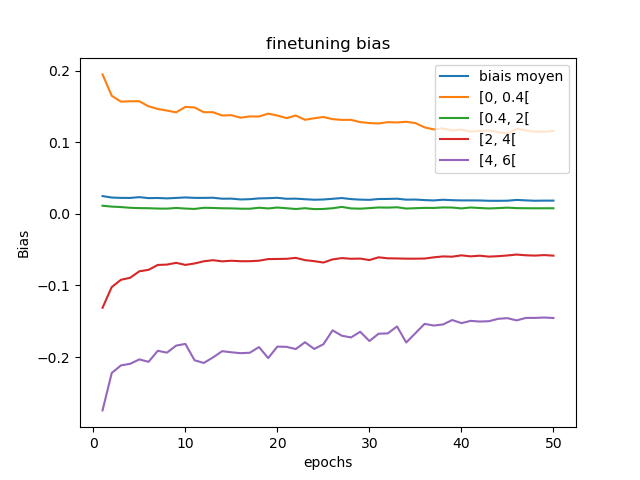 finetuning bias
biais moyen
[0, 0.4[
[0.4, 2[
[2, 4[
[4, 6[
Bias
0.2
0.1
0.0
−0.1
−0.2
0 10 20 30 40 50
epochs